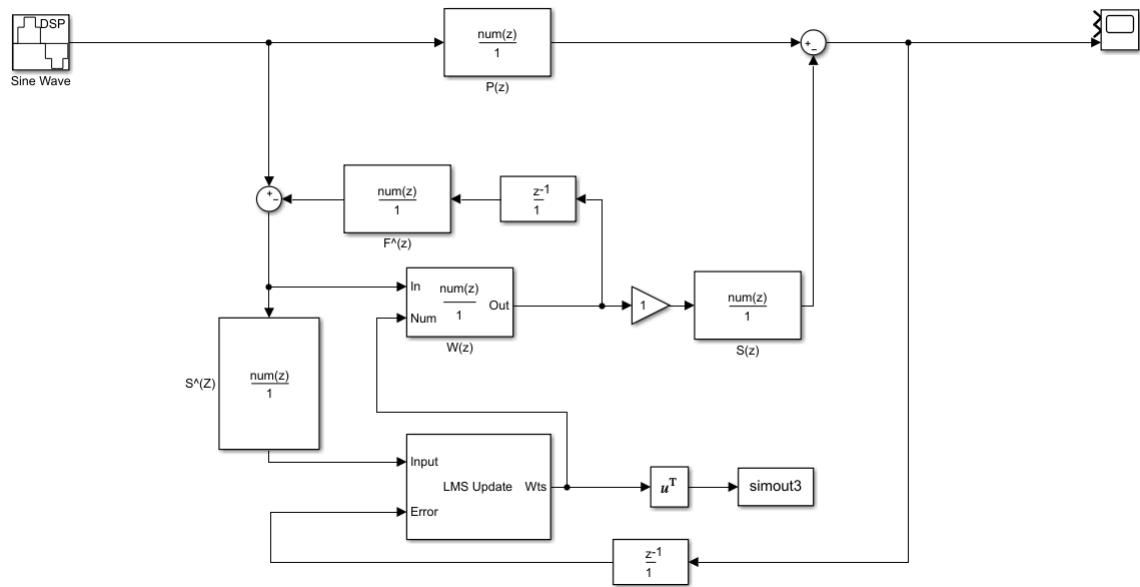 DSP
Sine Wave
num(z)
1
P(z)
+
−
+
−
num(z)
1
F^(z)
z-1
1
In
Num
num(z)
1
Out
W(z)
1
num(z)
1
S(z)
S^(Z)
num(z)
1
Input
Error
LMS Update
Wts
uT
simout3
z-1
1